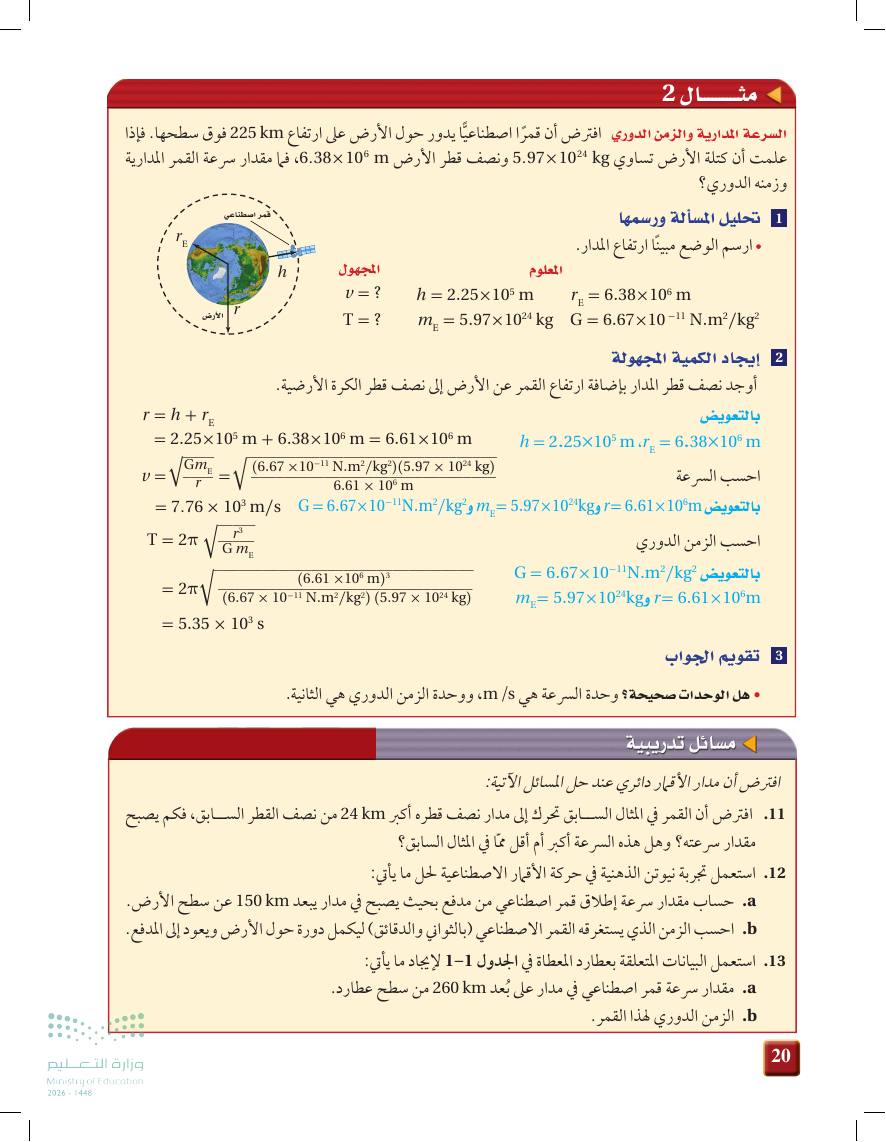 مثـــــــال 2
السرعة المدارية والزمن الدوري افترض أن قمرًا اصطناعيًّا يدور حول الأرض على ارتفاع 225 km فوق سطحها. فإذا
علمت أن كتلة الأرض تساوي 5.97×10²⁴ kg ونصف قطر الأرض 6.38×10⁶ m، فما مقدار سرعة القمر المدارية
وزمنه الدوري؟
1 تحليل المسألة ورسمها
• ارسم الوضع مبينًا ارتفاع المدار.
قمر اصطناعي
r_E
h
r
الأرض
المعلوم المجهول
r_E = 6.38×10⁶ m h = 2.25×10⁵ m v = ?
G = 6.67×10⁻¹¹ N.m²/kg² m_E = 5.97×10²⁴ kg T = ?
2 إيجاد الكمية المجهولة
أوجد نصف قطر المدار بإضافة ارتفاع القمر عن الأرض إلى نصف قطر الكرة الأرضية.
بالتعويض r = h + r_E
h = 2.25×10⁵ m ،r_E = 6.38×10⁶ m = 2.25×10⁵ m + 6.38×10⁶ m = 6.61×10⁶ m
احسب السرعة v = √(Gm_E / r) = √((6.67 ×10⁻¹¹ N.m²/kg²)(5.97 × 10²⁴ kg) / 6.61 × 10⁶ m)
بالتعويض r= 6.61×10⁶m و m_E= 5.97×10²⁴kg و G = 6.67×10⁻¹¹N.m²/kg² = 7.76 × 10³ m/s
احسب الزمن الدوري T = 2π √(r³ / G m_E)
بالتعويض G = 6.67×10⁻¹¹N.m²/kg² = 2π√((6.61 ×10⁶ m)³ / (6.67 × 10⁻¹¹ N.m²/kg²) (5.97 × 10²⁴ kg))
r= 6.61×10⁶m و m_E= 5.97×10²⁴kg
= 5.35 × 10³ s
3 تقويم الجواب
• هل الوحدات صحيحة؟ وحدة السرعة هي m/s، ووحدة الزمن الدوري هي الثانية.
مسائل تدريبية
افترض أن مدار الأقمار دائري عند حل المسائل الآتية:
11. افترض أن القمر في المثال الســـابق تحرك إلى مدار نصف قطره أكبر 24 km من نصف القطر الســـابق، فكم يصبح
مقدار سرعته؟ وهل هذه السرعة أكبر أم أقل ممّا في المثال السابق؟
12. استعمل تجربة نيوتن الذهنية في حركة الأقمار الاصطناعية لحل ما يأتي:
a. حساب مقدار سرعة إطلاق قمر اصطناعي من مدفع بحيث يصبح في مدار يبعد 150 km عن سطح الأرض.
b. احسب الزمن الذي يستغرقه القمر الاصطناعي (بالثواني والدقائق) ليكمل دورة حول الأرض ويعود إلى المدفع.
13. استعمل البيانات المتعلقة بعطارد المعطاة في الجدول 1-1 لإيجاد ما يأتي:
a. مقدار سرعة قمر اصطناعي في مدار على بُعد 260 km من سطح عطارد.
b. الزمن الدوري لهذا القمر.
20
وزارة التعـــليم
Ministry of Education
2026 - 1448